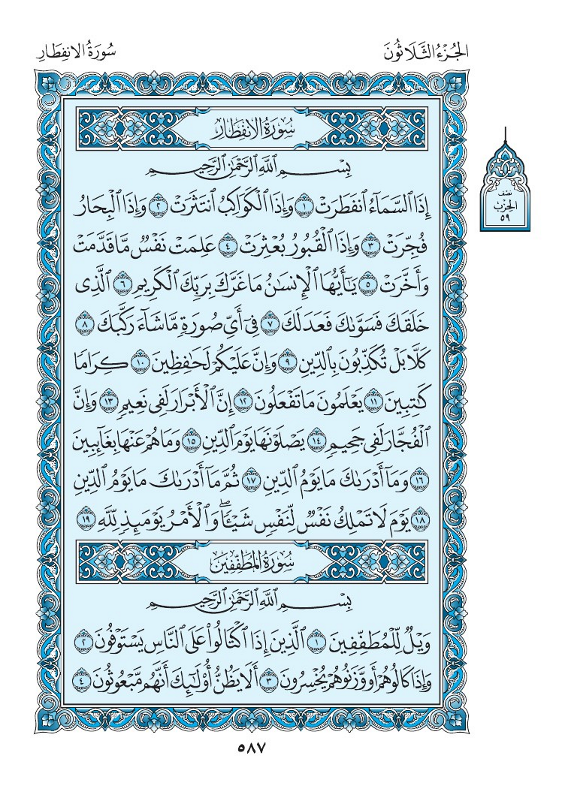 الجُزْءُ الثَّلَاثُونَ
سُورَةُ الانفِطَارِ
سُورَةُ الانفِطَارِ
بِسْمِ ٱللَّهِ ٱلرَّحْمَٰنِ ٱلرَّحِيمِ
إِذَا ٱلسَّمَآءُ ٱنفَطَرَتْ ١ وَإِذَا ٱلْكَوَاكِبُ ٱنتَثَرَتْ ٢ وَإِذَا ٱلْبِحَارُ
فُجِّرَتْ ٣ وَإِذَا ٱلْقُبُورُ بُعْثِرَتْ ٤ عَلِمَتْ نَفْسٌ مَّا قَدَّمَتْ
وَأَخَّرَتْ ٥ يَٰٓأَيُّهَا ٱلْإِنسَٰنُ مَا غَرَّكَ بِرَبِّكَ ٱلْكَرِيمِ ٦ ٱلَّذِى
خَلَقَكَ فَسَوَّىٰكَ فَعَدَلَكَ ٧ فِىٓ أَىِّ صُورَةٍ مَّا شَآءَ رَكَّبَكَ ٨
كَلَّا بَلْ تُكَذِّبُونَ بِٱلدِّينِ ٩ وَإِنَّ عَلَيْكُمْ لَحَٰفِظِينَ ١٠ كِرَامًا
كَٰتِبِينَ ١١ يَعْلَمُونَ مَا تَفْعَلُونَ ١٢ إِنَّ ٱلْأَبْرَارَ لَفِى نَعِيمٍ ١٣ وَإِنَّ
ٱلْفُجَّارَ لَفِى جَحِيمٍ ١٤ يَصْلَوْنَهَا يَوْمَ ٱلدِّينِ ١٥ وَمَا هُمْ عَنْهَا بِغَآئِبِينَ
١٦ وَمَآ أَدْرَىٰكَ مَا يَوْمُ ٱلدِّينِ ١٧ ثُمَّ مَآ أَدْرَىٰكَ مَا يَوْمُ ٱلدِّينِ
١٨ يَوْمَ لَا تَمْلِكُ نَفْسٌ لِّنَفْسٍ شَيْـًٔا ۖ وَٱلْأَمْرُ يَوْمَئِذٍ لِّلَّهِ ١٩
سُورَةُ المُطَفِّفِينَ
بِسْمِ ٱللَّهِ ٱلرَّحْمَٰنِ ٱلرَّحِيمِ
وَيْلٌ لِّلْمُطَفِّفِينَ ١ ٱلَّذِينَ إِذَا ٱكْتَالُوا۟ عَلَى ٱلنَّاسِ يَسْتَوْفُونَ ٢
وَإِذَا كَالُوهُمْ أَو وَّزَنُوهُمْ يُخْسِرُونَ ٣ أَلَا يَظُنُّ أُو۟لَٰٓئِكَ أَنَّهُم مَّبْعُوثُونَ ٤
٥٨٧
نصف
الحزب
٥٩